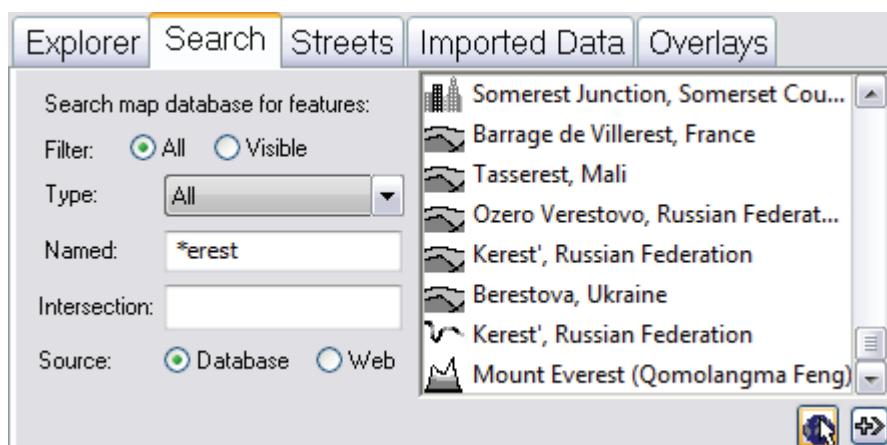 Explorer Search Streets Imported Data Overlays
Search map database for features:
Filter: All Visible
Type: All
Named: *erest
Intersection:
Source: Database Web
Somerest Junction, Somerset Cou...
Barrage de Villerest, France
Tasserest, Mali
Ozero Verestovo, Russian Federat...
Kerest', Russian Federation
Berestova, Ukraine
Kerest', Russian Federation
Mount Everest (Qomolangma Feng)